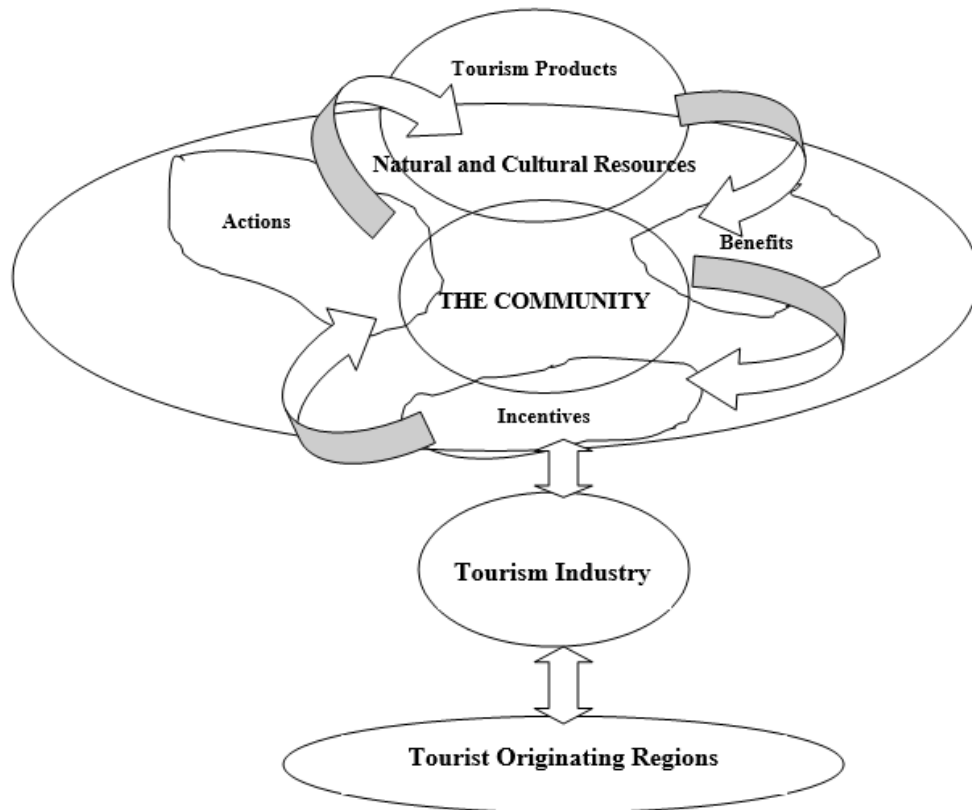 Tourism Products
Natural and Cultural Resources
Actions
Benefits
THE COMMUNITY
Incentives
Tourism Industry
Tourist Originating Regions